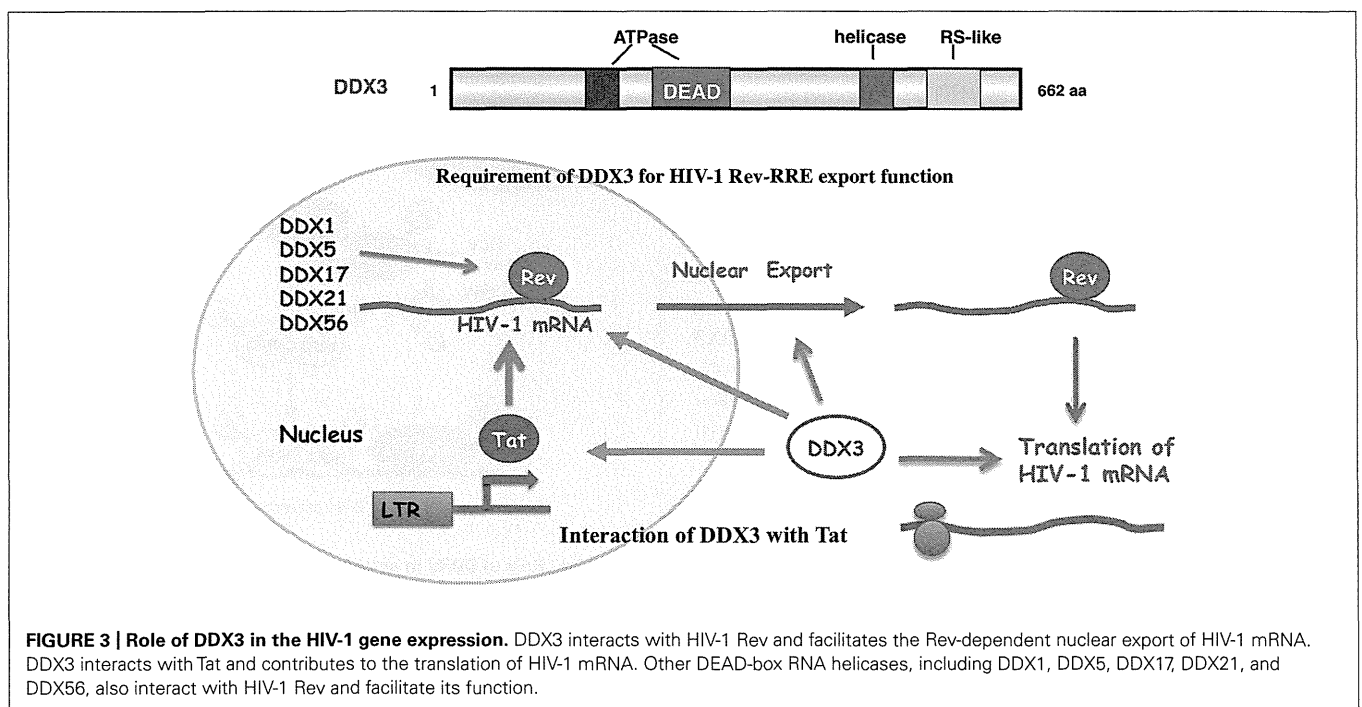 ATPase helicase RS-like
DDX3 1 DEAD 662 aa
Requirement of DDX3 for HIV-1 Rev-RRE export function
DDX1
DDX5
DDX17
DDX21
DDX56
Rev
HIV-1 mRNA
Nuclear Export
Rev
Nucleus
Tat
LTR
DDX3
Translation of
HIV-1 mRNA
Interaction of DDX3 with Tat
FIGURE 3 | Role of DDX3 in the HIV-1 gene expression. DDX3 interacts with HIV-1 Rev and facilitates the Rev-dependent nuclear export of HIV-1 mRNA.
DDX3 interacts with Tat and contributes to the translation of HIV-1 mRNA. Other DEAD-box RNA helicases, including DDX1, DDX5, DDX17, DDX21, and
DDX56, also interact with HIV-1 Rev and facilitate its function.